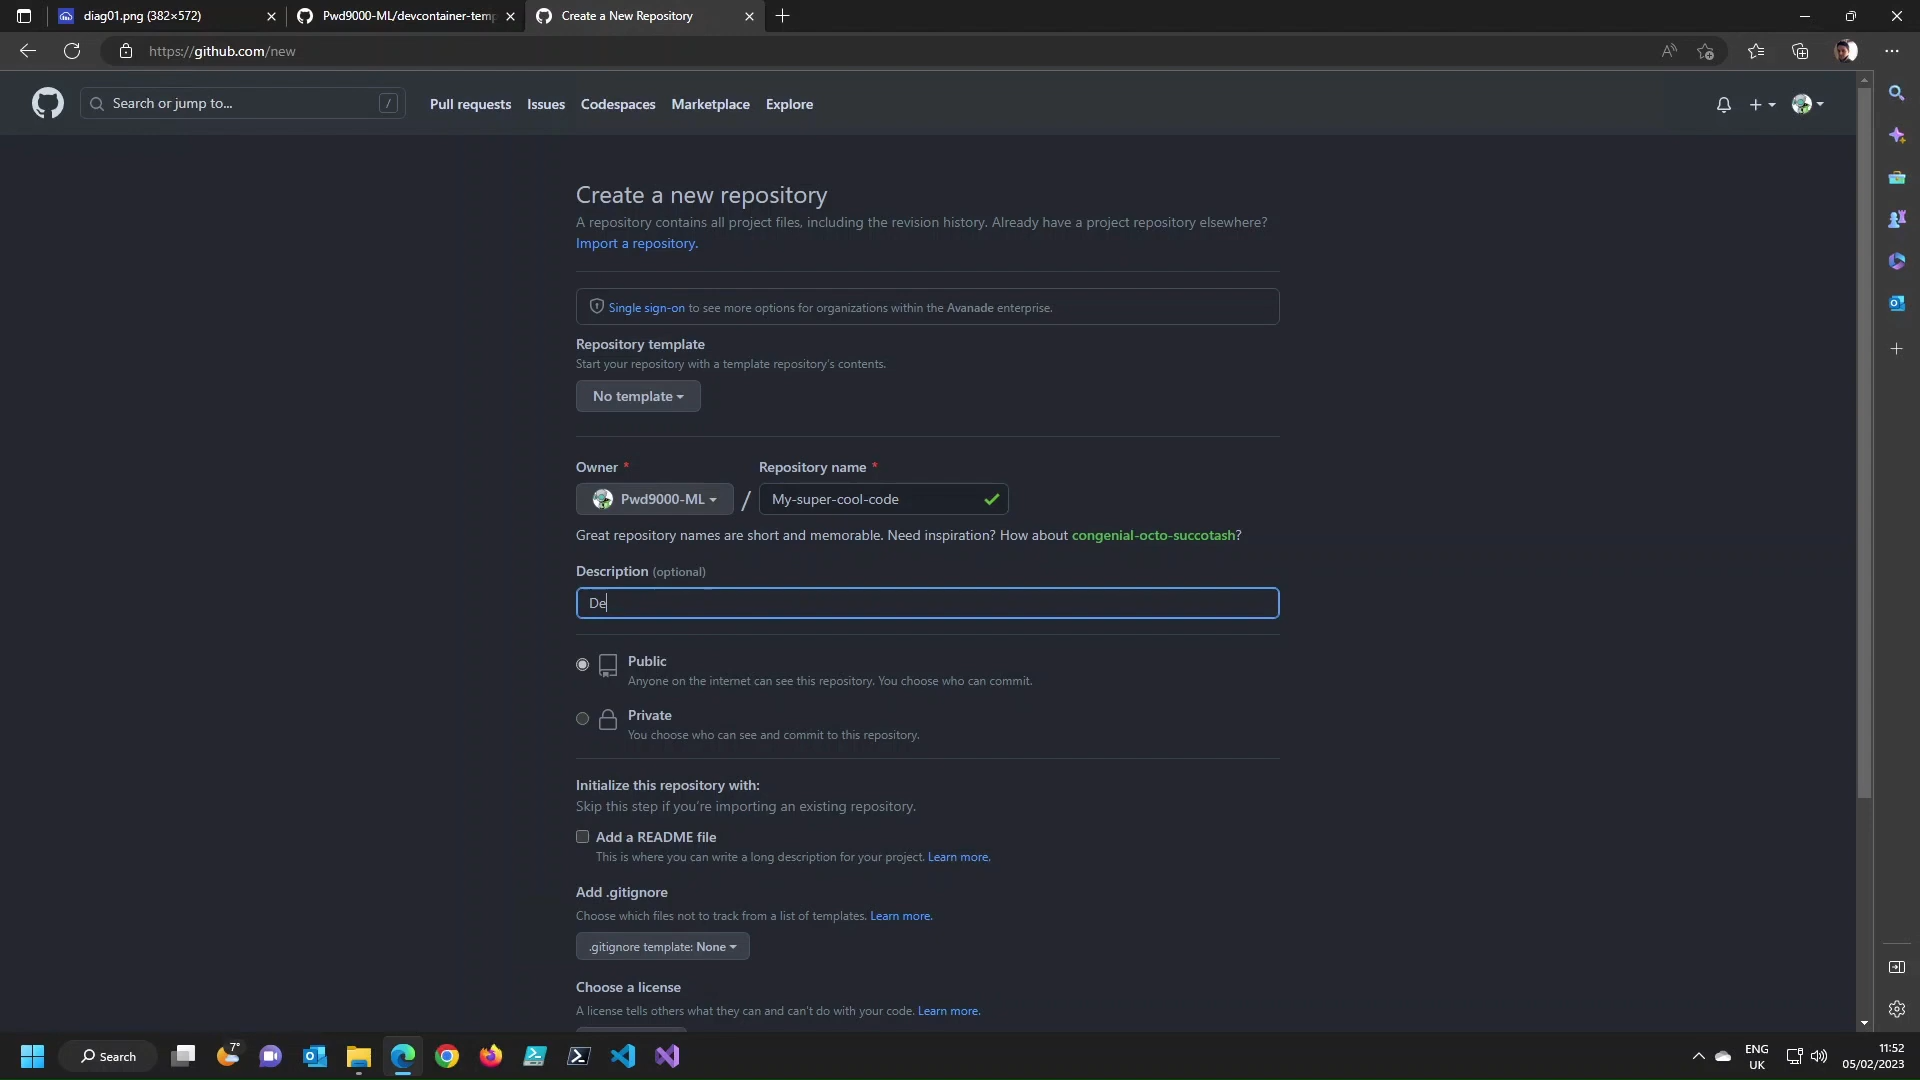 diag01.png (382×572)
Pwd9000-ML/devcontainer-temp
Create a New Repository
https://github.com/new
Search or jump to...
/
Pull requests
Issues
Codespaces
Marketplace
Explore
Create a new repository
A repository contains all project files, including the revision history. Already have a project repository elsewhere?
Import a repository.
Single sign-on to see more options for organizations within the Avanade enterprise.
Repository template
Start your repository with a template repository's contents.
No template
Owner *
Repository name *
Pwd9000-ML
/
My-super-cool-code
Great repository names are short and memorable. Need inspiration? How about congenial-octo-succotash?
Description (optional)
De
Public
Anyone on the internet can see this repository. You choose who can commit.
Private
You choose who can see and commit to this repository.
Initialize this repository with:
Skip this step if you're importing an existing repository.
Add a README file
This is where you can write a long description for your project. Learn more.
Add .gitignore
Choose which files not to track from a list of templates. Learn more.
.gitignore template: None
Choose a license
A license tells others what they can and can't do with your code. Learn more.
Search
7°
ENG
UK
11:52
05/02/2023